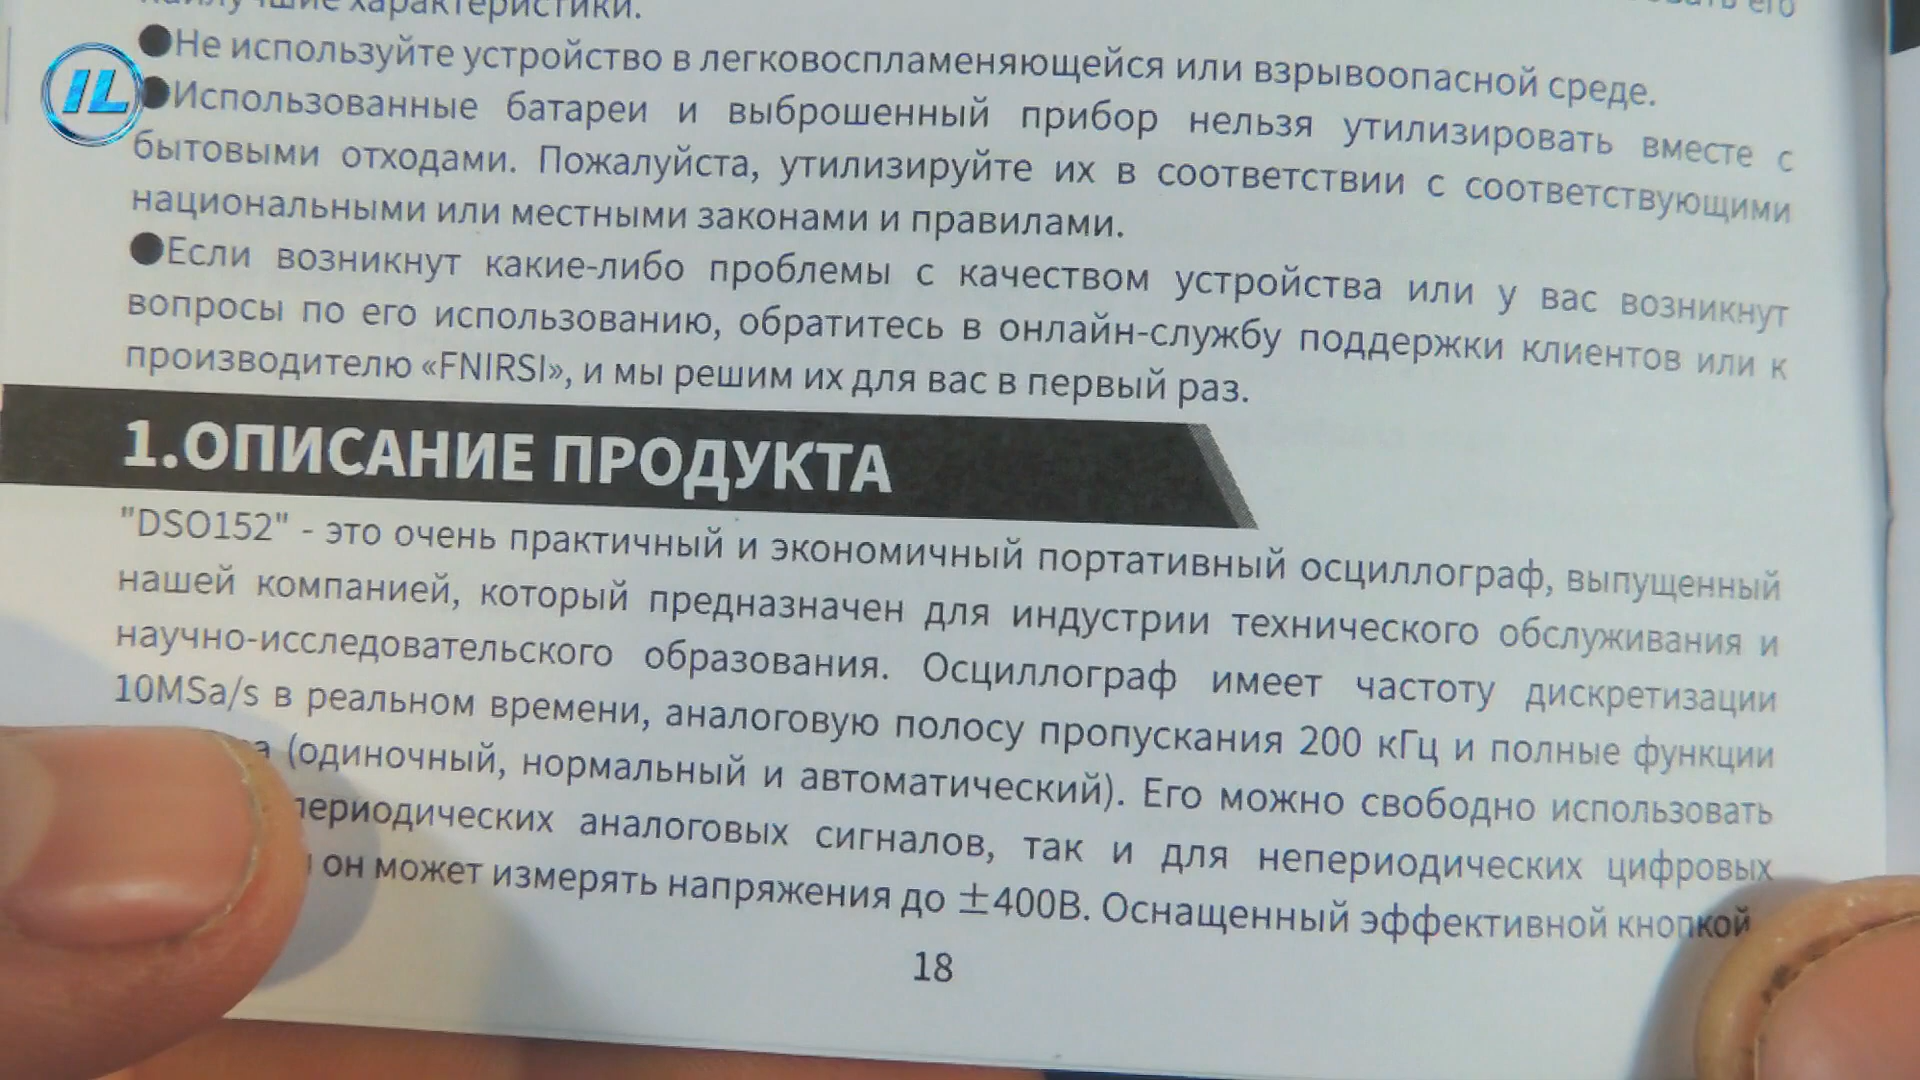 наилучшие характеристики.
●Не используйте устройство в легковоспламеняющейся или взрывоопасной среде.
IL
●Использованные батареи и выброшенный прибор нельзя утилизировать вместе с
бытовыми отходами. Пожалуйста, утилизируйте их в соответствии с соответствующими
национальными или местными законами и правилами.
●Если возникнут какие-либо проблемы с качеством устройства или у вас возникнут
вопросы по его использованию, обратитесь в онлайн-службу поддержки клиентов или к
производителю «FNIRSI», и мы решим их для вас в первый раз.
1.ОПИСАНИЕ ПРОДУКТА
"DSO152" - это очень практичный и экономичный портативный осциллограф, выпущенный
нашей компанией, который предназначен для индустрии технического обслуживания и
научно-исследовательского образования. Осциллограф имеет частоту дискретизации
10MSa/s в реальном времени, аналоговую полосу пропускания 200 кГц и полные функции
(одиночный, нормальный и автоматический). Его можно свободно использовать
периодических аналоговых сигналов, так и для непериодических цифровых
он может измерять напряжения до ±400В. Оснащенный эффективной кнопкой
18